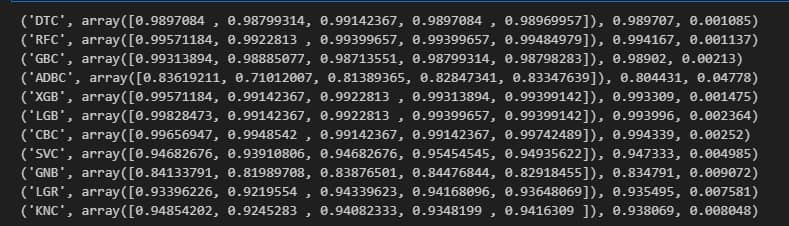 ('DTC', array([0.9897084 , 0.98799314, 0.99142367, 0.9897084 , 0.98969957]), 0.989707, 0.001085)
('RFC', array([0.99571184, 0.9922813 , 0.99399657, 0.99399657, 0.99484979]), 0.994167, 0.001137)
('GBC', array([0.99313894, 0.98885077, 0.98713551, 0.98799314, 0.98798283]), 0.98902, 0.00213)
('ADBC', array([0.83619211, 0.71012007, 0.81389365, 0.82847341, 0.83347639]), 0.804431, 0.04778)
('XGB', array([0.99571184, 0.99142367, 0.9922813 , 0.99313894, 0.99399142]), 0.993309, 0.001475)
('LGB', array([0.99828473, 0.99142367, 0.9922813 , 0.99399657, 0.99399142]), 0.993996, 0.002364)
('CBC', array([0.99656947, 0.9948542 , 0.99142367, 0.99142367, 0.99742489]), 0.994339, 0.00252)
('SVC', array([0.94682676, 0.93910806, 0.94682676, 0.95454545, 0.94935622]), 0.947333, 0.004985)
('GNB', array([0.84133791, 0.81989708, 0.83876501, 0.84476844, 0.82918455]), 0.834791, 0.009072)
('LGR', array([0.93396226, 0.9219554 , 0.94339623, 0.94168096, 0.93648069]), 0.935495, 0.007581)
('KNC', array([0.94854202, 0.9245283 , 0.94082333, 0.9348199 , 0.9416309 ]), 0.938069, 0.008048)